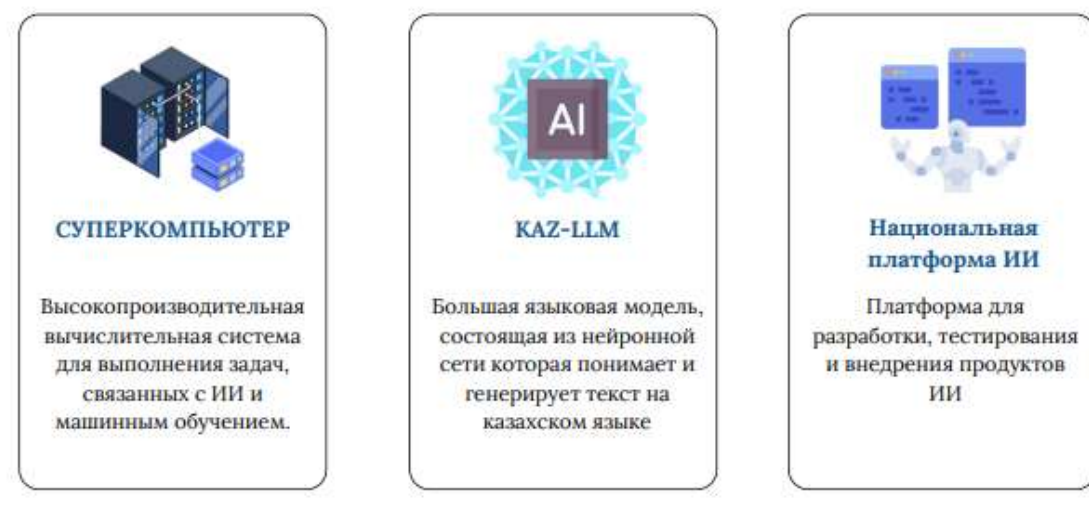 СУПЕРКОМПЬЮТЕР
Высокопроизводительная
вычислительная система
для выполнения задач,
связанных с ИИ и
машинным обучением.
AI
KAZ-LLM
Большая языковая модель,
состоящая из нейронной
сети которая понимает и
генерирует текст на
казахском языке
Национальная
платформа ИИ
Платформа для
разработки, тестирования
и внедрения продуктов
ИИ